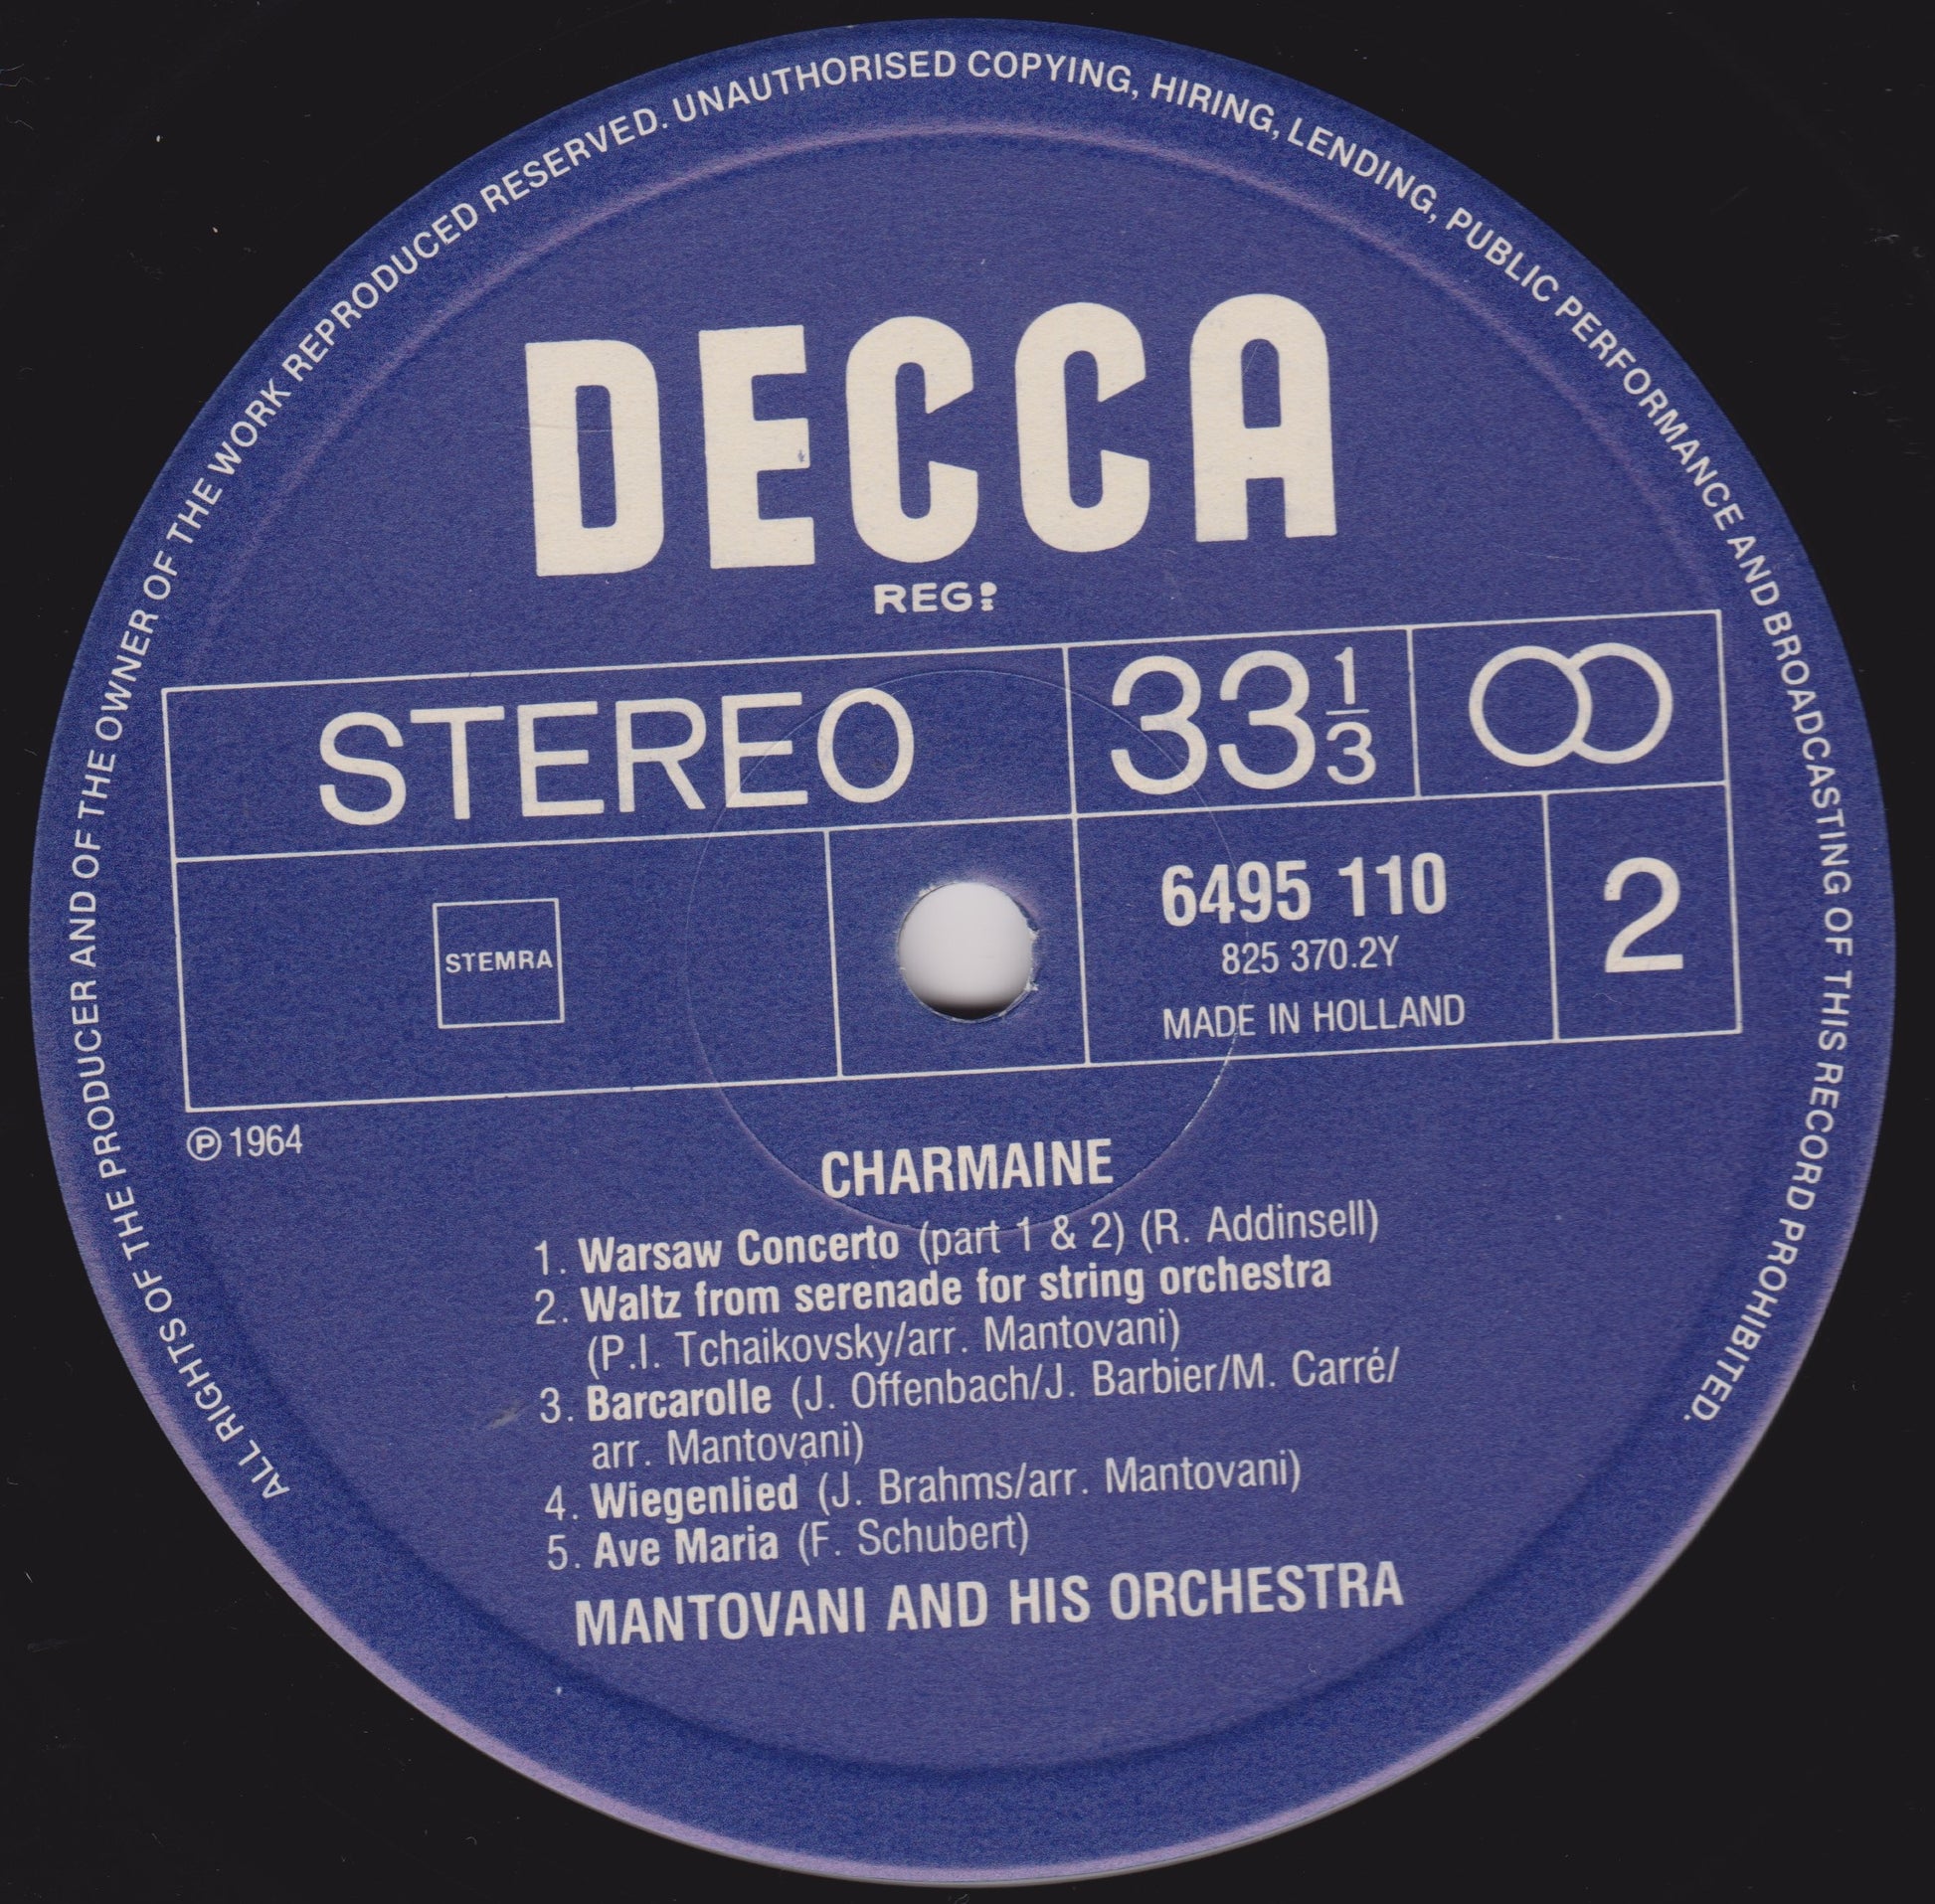 ALL RIGHTS OF THE PRODUCER AND OF THE OWNER OF THE WORK REPRODUCED RESERVED. UNAUTHORISED COPYING, HIRING, LENDING, PUBLIC PERFORMANCE AND BROADCASTING OF THIS RECORD PROHIBITED.
DECCA
REG?
STEREO 33 1/3
STEMRA
6495 110 2
825 370.2Y
MADE IN HOLLAND
℗ 1964
CHARMAINE
1. Warsaw Concerto (part 1 & 2) (R. Addinsell)
2. Waltz from serenade for string orchestra
(P.I. Tchaikovsky/arr. Mantovani)
3. Barcarolle (J. Offenbach/J. Barbier/M. Carré/
arr. Mantovani)
4. Wiegenlied (J. Brahms/arr. Mantovani)
5. Ave Maria (F. Schubert)
MANTOVANI AND HIS ORCHESTRA